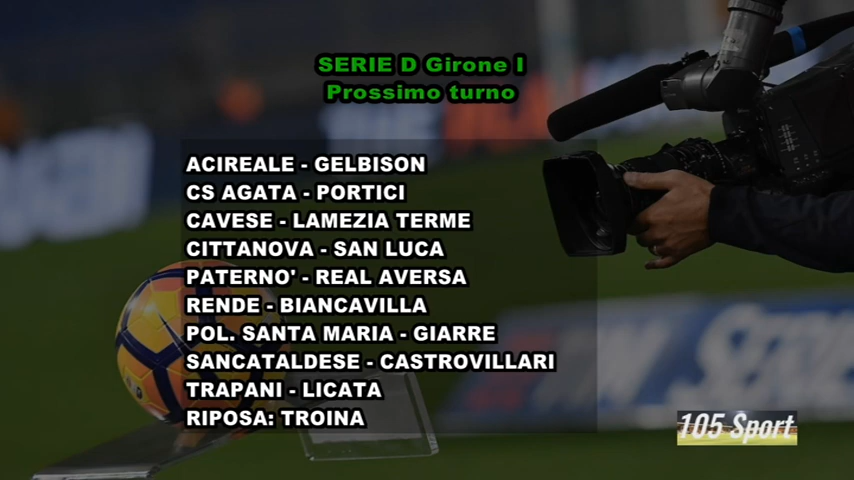 SERIE D Girone I
Prossimo turno
ACIREALE - GELBISON
CS AGATA - PORTICI
CAVESE - LAMEZIA TERME
CITTANOVA - SAN LUCA
PATERNO' - REAL AVERSA
RENDE - BIANCAVILLA
POL. SANTA MARIA - GIARRE
SANCATALDESE - CASTROVILLARI
TRAPANI - LICATA
RIPOSA: TROINA
105 Sport